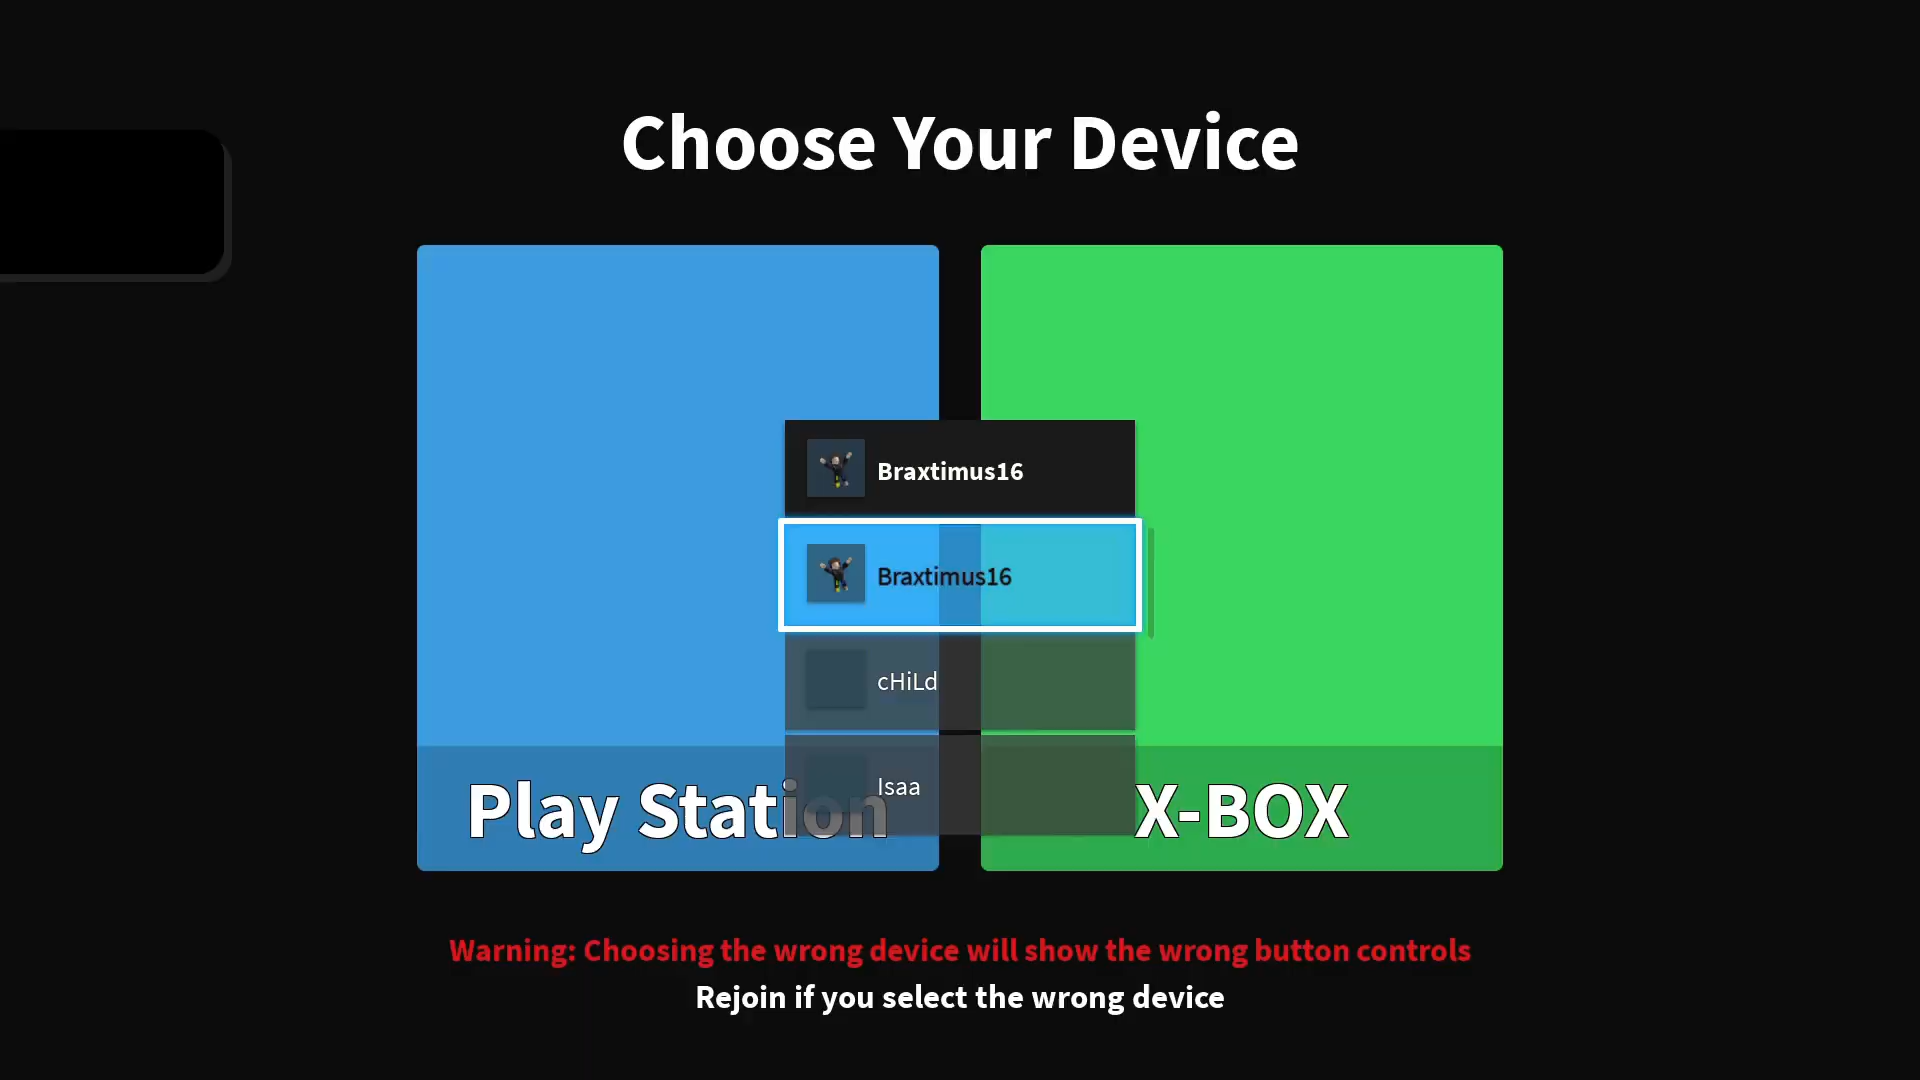 Choose Your Device
Braxtimus16
Braxtimus16
cHiLd
Isaa
Play Station
X-BOX
Warning: Choosing the wrong device will show the wrong button controls
Rejoin if you select the wrong device